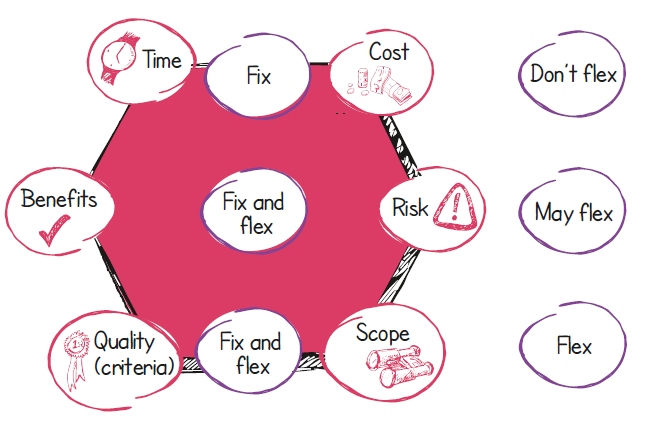 Time
Fix
Cost
Don't flex
Benefits
Fix and
flex
Risk
!
May flex
1
Quality
(criteria)
Fix and
flex
Scope
Flex